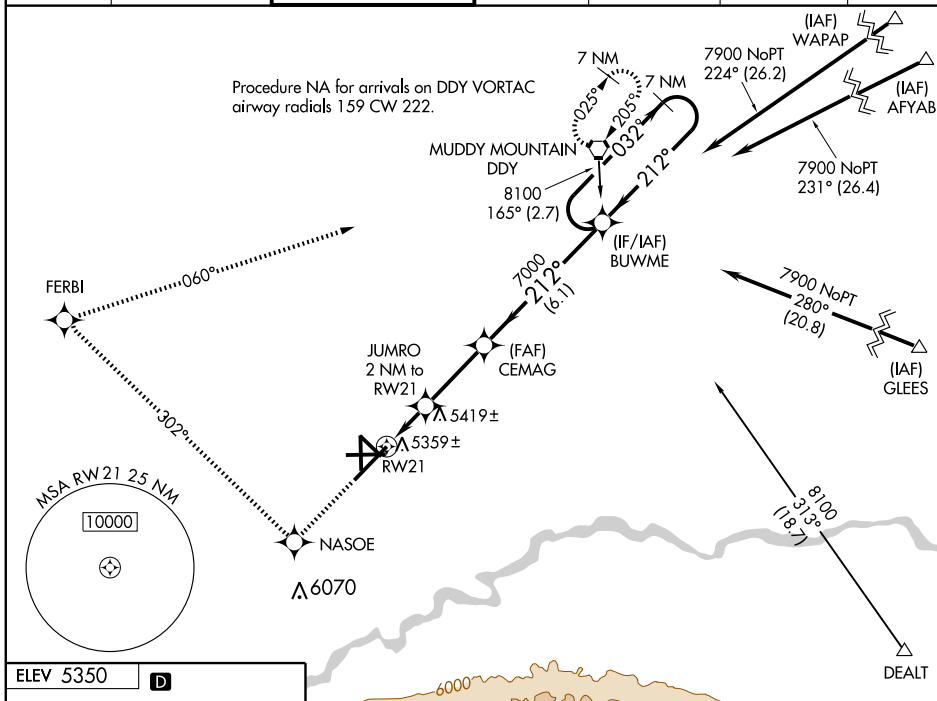 (IAF)
WAPAP
7900 NoPT
224° (26.2)
(IAF)
AFYAB
7900 NoPT
231° (26.4)
Procedure NA for arrivals on DDY VORTAC
airway radials 159 CW 222.
7 NM
7 NM
025°
205°
032°
212°
MUDDY MOUNTAIN
DDY
8100
165° (2.7)
(IF/IAF)
BUWME
7000
212°
(6.1)
060°
FERBI
7900 NoPT
280°
(20.8)
(IAF)
GLEES
JUMRO
2 NM to
RW21
(FAF)
CEMAG
5419±
5359±
RW21
302°
MSA RW21 25 NM
10000
NASOE
6070
8100
313°
(18.7)
DEALT
ELEV 5350
D
6000